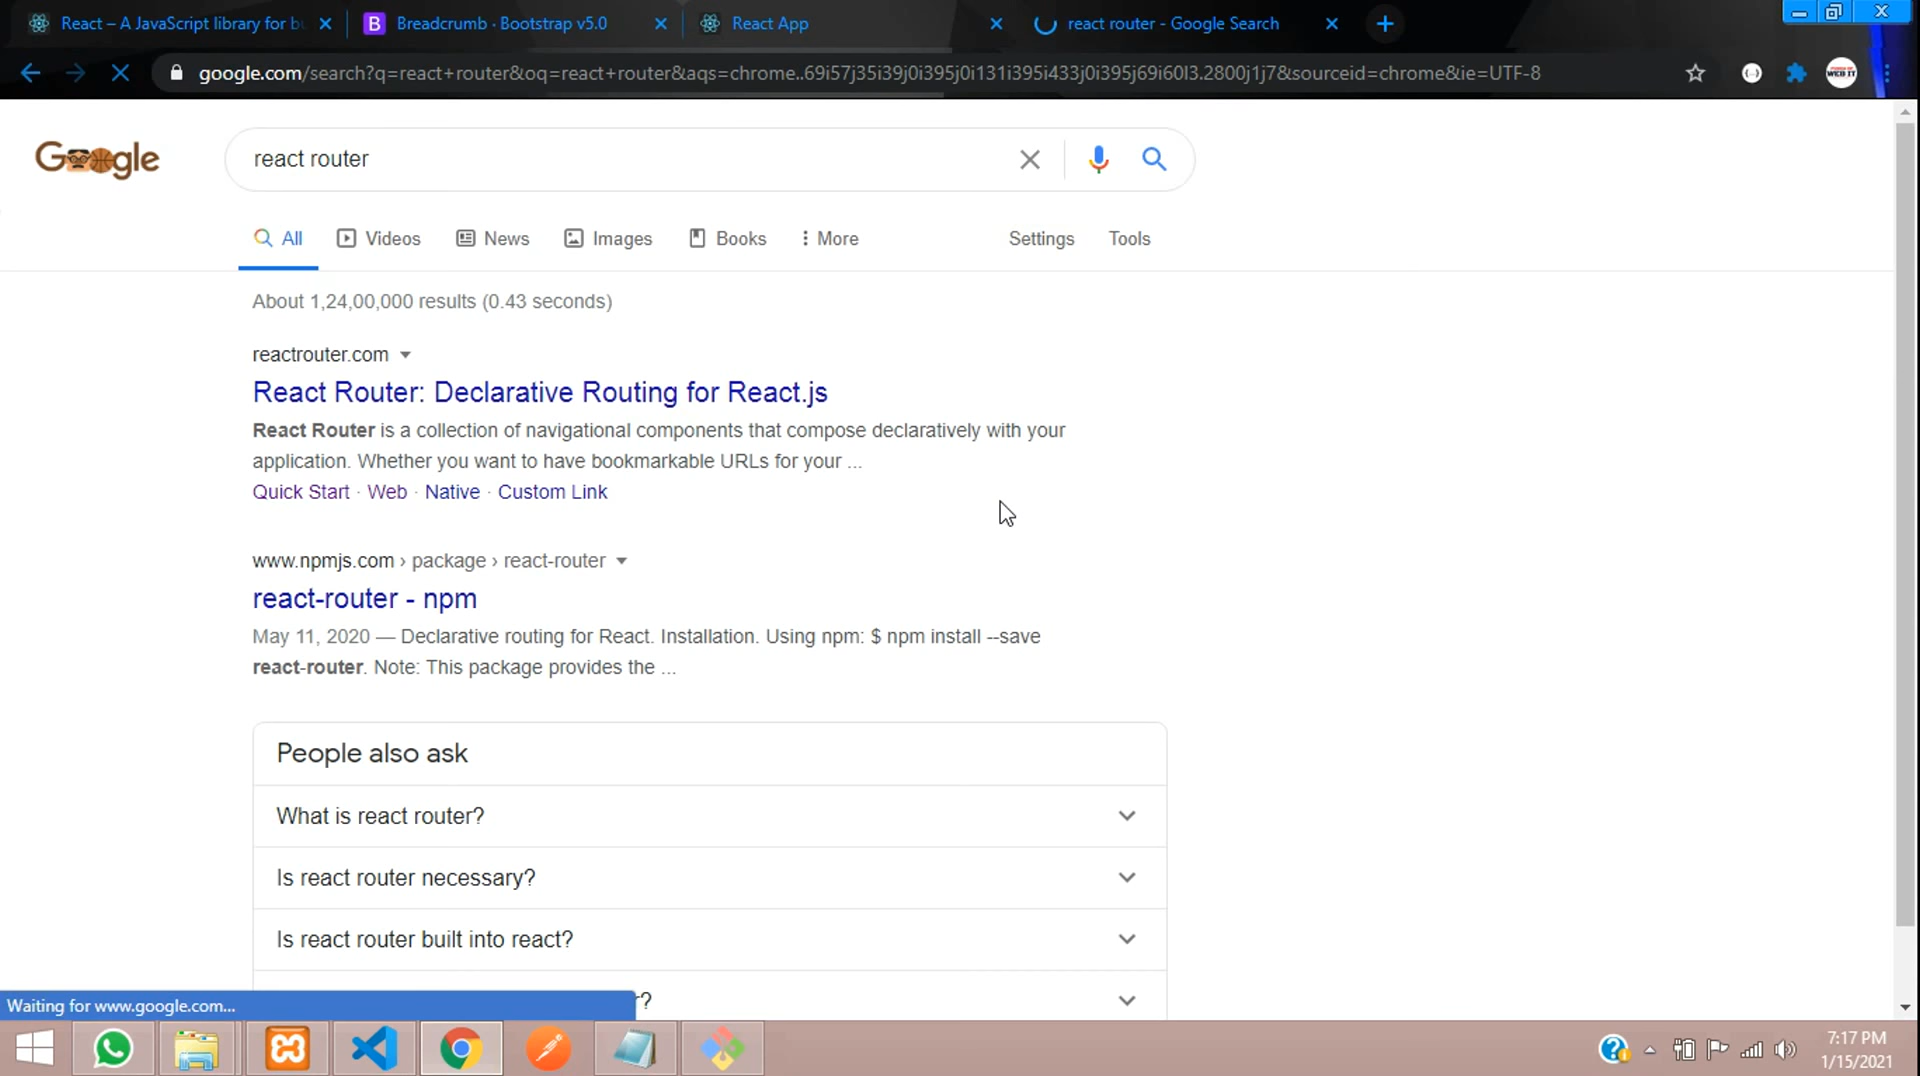 React – A JavaScript library for bu
Breadcrumb · Bootstrap v5.0
React App
react router - Google Search
google.com/search?q=react+router&oq=react+router&aqs=chrome..69i57j35i39j0i395j0i131i395i433j0i395j69i60l3.2800j1j7&sourceid=chrome&ie=UTF-8
Google
react router
All
Videos
News
Images
Books
More
Settings
Tools
About 1,24,00,000 results (0.43 seconds)
reactrouter.com
React Router: Declarative Routing for React.js
React Router is a collection of navigational components that compose declaratively with your
application. Whether you want to have bookmarkable URLs for your ...
Quick Start · Web · Native · Custom Link
www.npmjs.com › package › react-router
react-router - npm
May 11, 2020 — Declarative routing for React. Installation. Using npm: $ npm install --save
react-router. Note: This package provides the ...
People also ask
What is react router?
Is react router necessary?
Is react router built into react?
r?
Waiting for www.google.com...
7:17 PM
1/15/2021